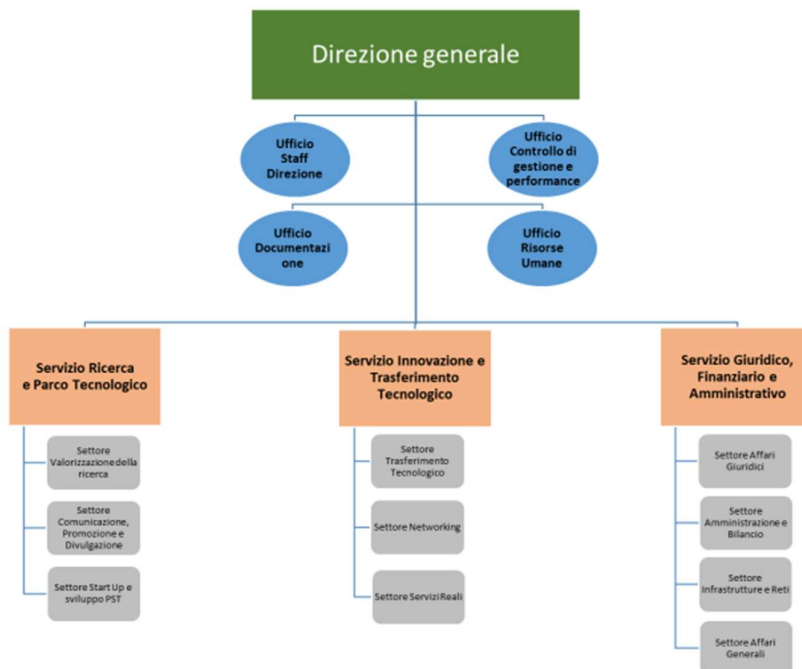 Direzione generale
Ufficio
Staff
Direzione
Ufficio
Controllo di
gestione e
performance
Ufficio
Documentazi
one
Ufficio
Risorse
Umane
Servizio Ricerca
e Parco Tecnologico
Servizio Innovazione e
Trasferimento
Tecnologico
Servizio Giuridico,
Finanziario e
Amministrativo
Settore
Valorizzazione della
ricerca
Settore
Comunicazione,
Promozione e
Divulgazione
Settore Start Up e
sviluppo PST
Settore
Trasferimento
Tecnologico
Settore Networking
Settore Servizi Reali
Settore Affari
Giuridici
Settore
Amministrazione e
Bilancio
Settore
Infrastrutture e Reti
Settore Affari
Generali